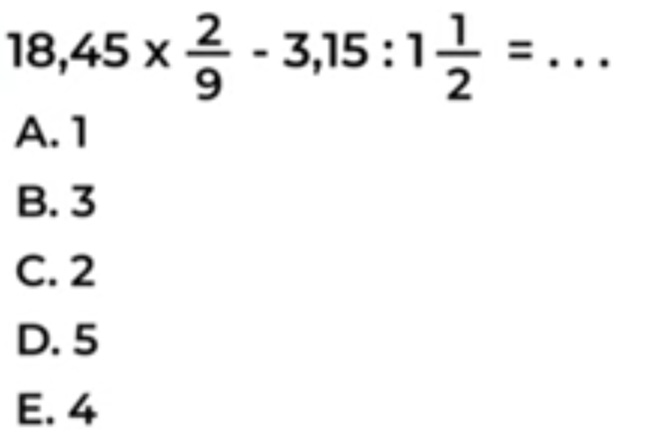 18,45 x 2/9 - 3,15 : 1 1/2 = . . .
A. 1
B. 3
C. 2
D. 5
E. 4